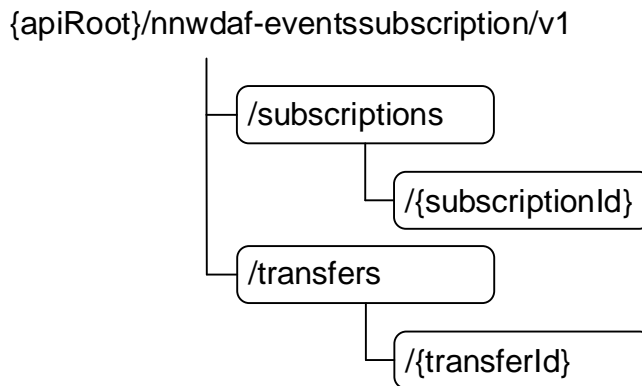 {apiRoot}/nnwdaf-eventssubscription/v1
/subscriptions
/{subscriptionId}
/transfers
/{transferId}